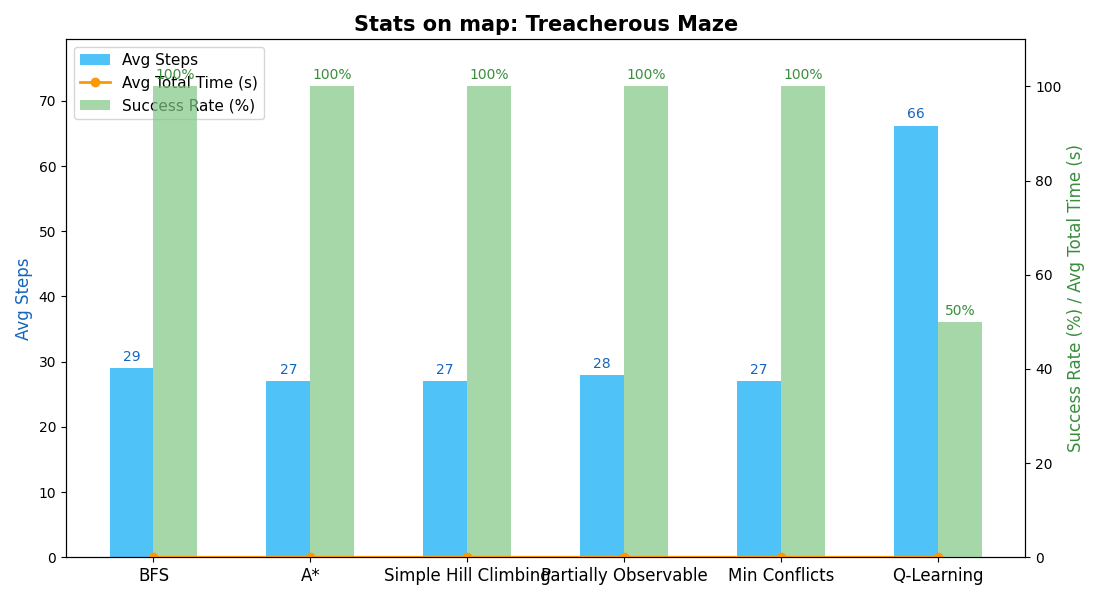 Stats on map: Treacherous Maze
Avg Steps
Avg Total Time (s)
Success Rate (%)
100%
100%
100%
100%
100%
50%
29
27
27
28
27
66
70
60
50
40
30
20
10
0
100
80
60
40
20
0
Avg Steps
Success Rate (%) / Avg Total Time (s)
BFS
A*
Simple Hill Climbing
Partially Observable
Min Conflicts
Q-Learning